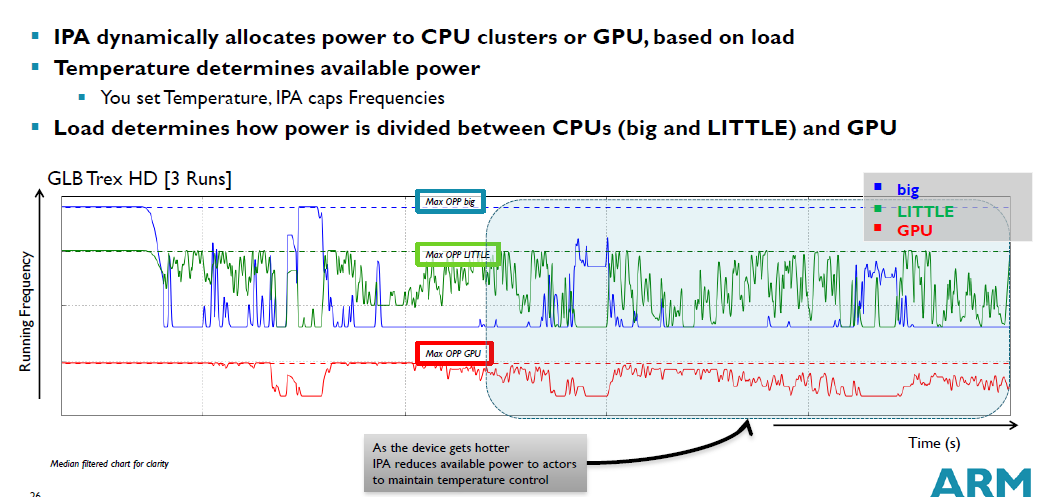 IPA dynamically allocates power to CPU clusters or GPU, based on load
Temperature determines available power
You set Temperature, IPA caps Frequencies
Load determines how power is divided between CPUs (big and LITTLE) and GPU
GLB Trex HD [3 Runs]
Max OPP big
big
LITTLE
GPU
Max OPP LITTLE
Running Frequency
Max OPP GPU
As the device gets hotter
IPA reduces available power to actors
to maintain temperature control
Time (s)
Median filtered chart for clarity
ARM
26